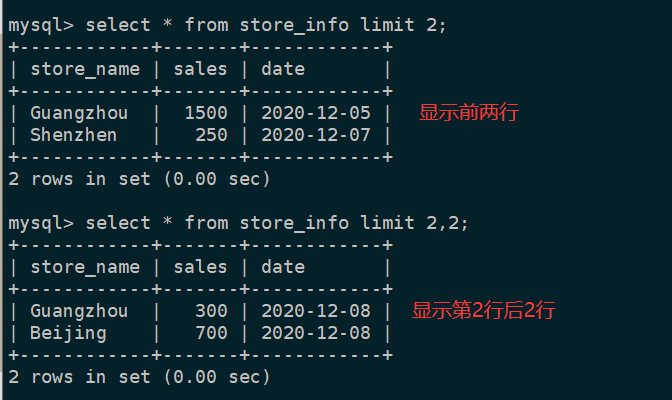 mysql> select * from store_info limit 2;
+------------+-------+------------+
| store_name | sales | date       |
+------------+-------+------------+
| Guangzhou  |  1500 | 2020-12-05 | 显示前两行
| Shenzhen   |   250 | 2020-12-07 |
+------------+-------+------------+
2 rows in set (0.00 sec)
mysql> select * from store_info limit 2,2;
+------------+-------+------------+
| store_name | sales | date       |
+------------+-------+------------+
| Guangzhou  |   300 | 2020-12-08 | 显示第2行后2行
| Beijing    |   700 | 2020-12-08 |
+------------+-------+------------+
2 rows in set (0.00 sec)